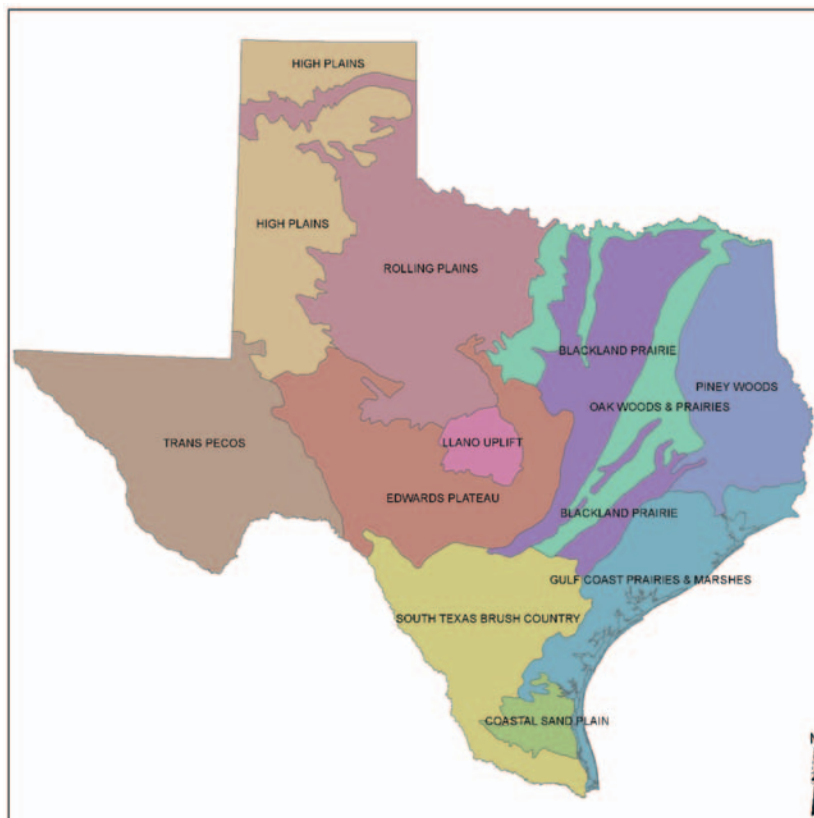 HIGH PLAINS
HIGH PLAINS
ROLLING PLAINS
BLACKLAND PRAIRIE
PINEY WOODS
OAK WOODS & PRAIRIES
TRANS PECOS
LLANO UPLIFT
EDWARDS PLATEAU
BLACKLAND PRAIRIE
GULF COAST PRAIRIES & MARSHES
SOUTH TEXAS BRUSH COUNTRY
COASTAL SAND PLAIN